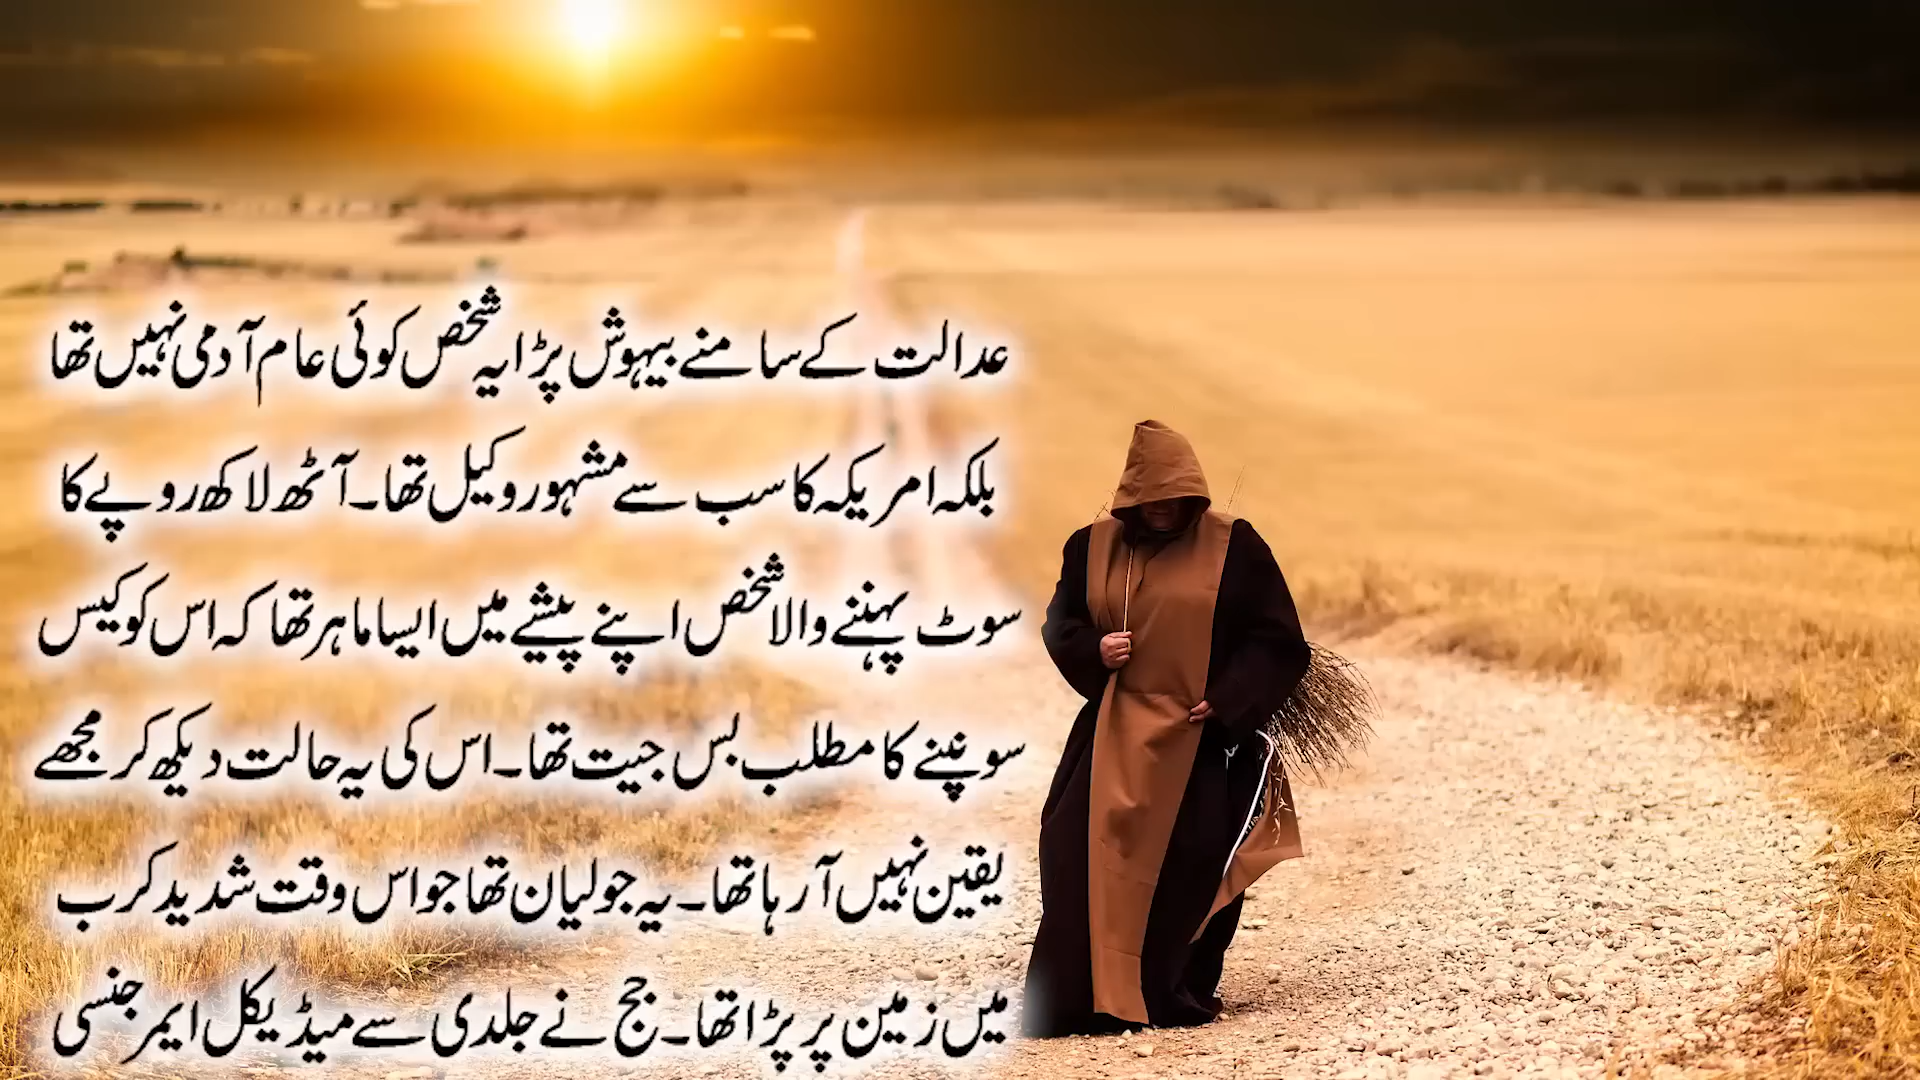 عدالت کے سامنے بیہوش پڑا یہ شخص کوئی عام آدمی نہیں تھا
بلکہ امریکہ کا سب سے مشہور وکیل تھا۔ آٹھ لاکھ روپے کا
سوٹ پہننے والا شخص اپنے پیشے میں ایسا ماہر تھا کہ اس کو کیس
سونپنے کا مطلب بس جیت تھا۔ اس کی یہ حالت دیکھ کر مجھے
یقین نہیں آ رہا تھا۔ یہ جولیان تھا جو اس وقت شدید کرب
میں زمین پر پڑا تھا۔ جج نے جلدی سے میڈیکل ایمرجنسی